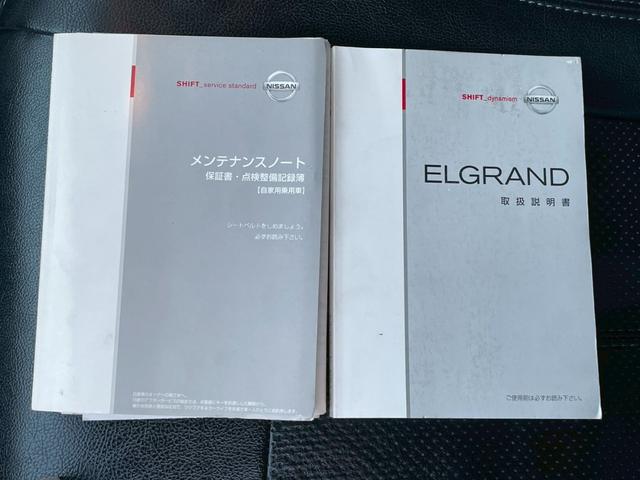 SHIFT_service standard
NISSAN
メンテナンスノート
保証書・点検整備記録簿
【自家用乗用車】
シートベルトをしめましょう。
必ずお読み下さい。
SHIFT_dynamism
NISSAN
ELGRAND
取扱説明書
ご使用前は必ずお読み下さい。